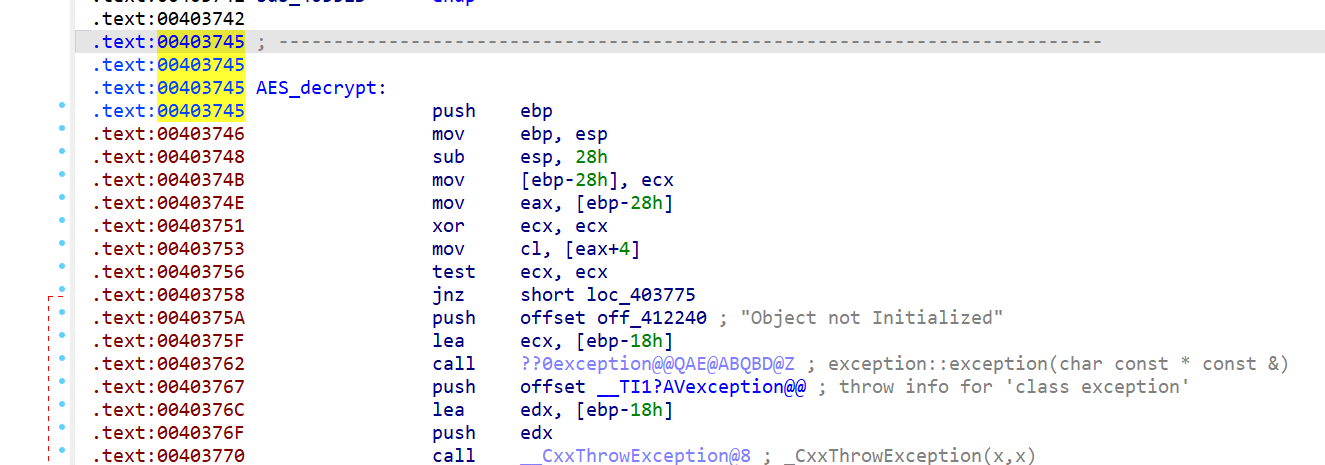 .text:00403742
.text:00403745 ; ---------------------------------------------------------------------------
.text:00403745
.text:00403745 AES_decrypt:
.text:00403745 push ebp
.text:00403746 mov ebp, esp
.text:00403748 sub esp, 28h
.text:0040374B mov [ebp-28h], ecx
.text:0040374E mov eax, [ebp-28h]
.text:00403751 xor ecx, ecx
.text:00403753 mov cl, [eax+4]
.text:00403756 test ecx, ecx
.text:00403758 jnz short loc_403775
.text:0040375A push offset off_412240 ; "Object not Initialized"
.text:0040375F lea ecx, [ebp-18h]
.text:00403762 call ??0exception@@QAE@ABQBD@Z ; exception::exception(char const * const &)
.text:00403767 push offset __TI1?AVexception@@ ; throw info for 'class exception'
.text:0040376C lea edx, [ebp-18h]
.text:0040376F push edx
.text:00403770 call __CxxThrowException@8 ; _CxxThrowException(x,x)